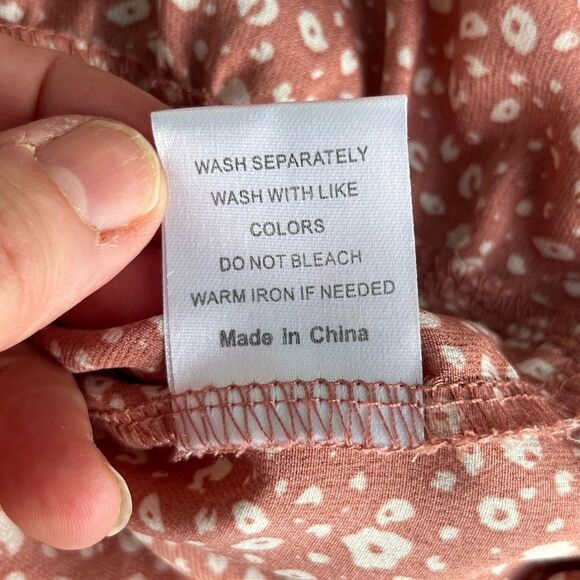 WASH SEPARATELY
WASH WITH LIKE
COLORS
DO NOT BLEACH
WARM IRON IF NEEDED
Made in China